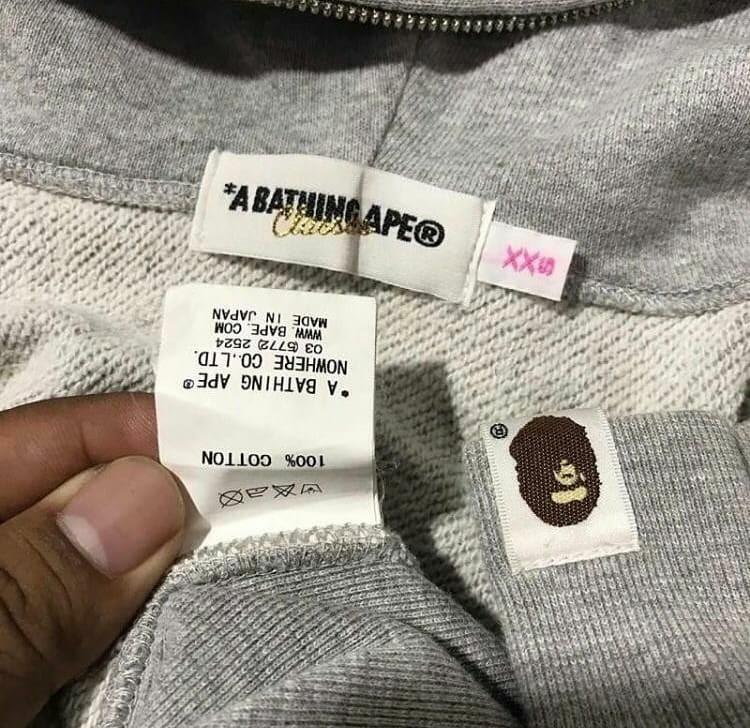 *A BATHING APE®
Classic
XXS
100% COTTON
*A BATHING APE®
NOWHERE CO.,LTD.
03 (5772) 2524
WWW. BAPE. COM
MADE IN JAPAN
®